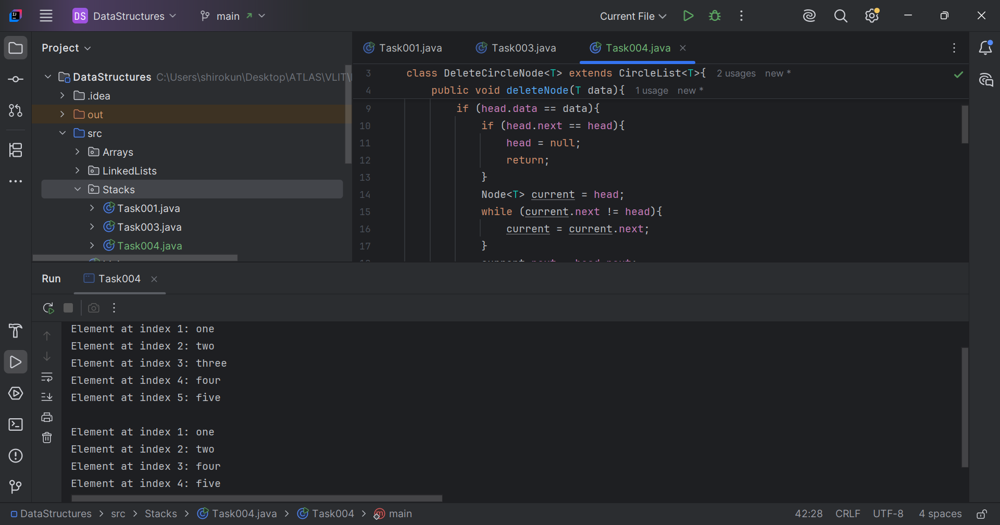 DS DataStructures main Current File
Project
DataStructures C:\Users\shirokun\Desktop\ATLAS\VLIT\
.idea
out
src
Arrays
LinkedLists
Stacks
Task001.java
Task003.java
Task004.java
Task001.java Task003.java Task004.java
3 class DeleteCircleNode<T> extends CircleList<T>{ 2 usages new *
4 public void deleteNode(T data){ 1 usage new *
9 if (head.data == data){
10 if (head.next == head){
11 head = null;
12 return;
13 }
14 Node<T> current = head;
15 while (current.next != head){
16 current = current.next;
17 }
Run Task004
Element at index 1: one
Element at index 2: two
Element at index 3: three
Element at index 4: four
Element at index 5: five
Element at index 1: one
Element at index 2: two
Element at index 3: four
Element at index 4: five
DataStructures > src > Stacks > Task004.java > Task004 > m main 42:28 CRLF UTF-8 4 spaces